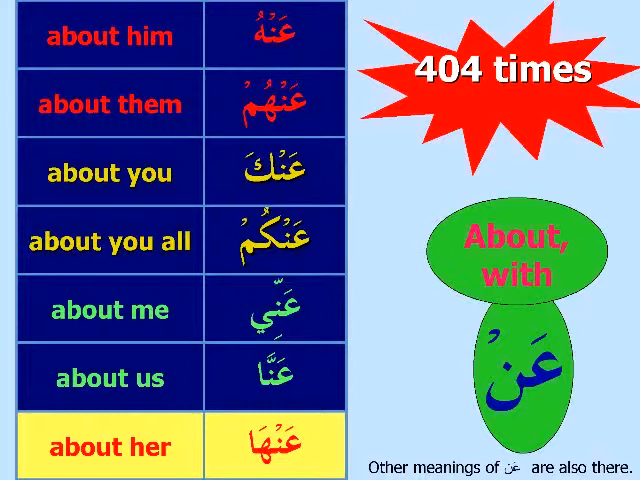 about him عَنْهُ
about them عَنْهُمْ
about you عَنْكَ
about you all عَنْكُمْ
about me عَنِّي
about us عَنَّا
about her عَنْهَا
404 times
About,
with
عَنْ
Other meanings of عَنْ are also there.